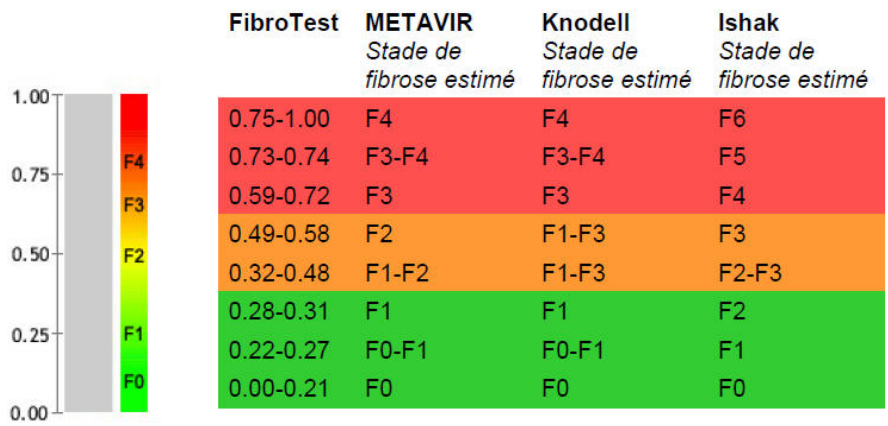 FibroTest METAVIR Knodell Ishak
Stade de Stade de Stade de
fibrose estimé fibrose estimé fibrose estimé
1.00
0.75
0.50
0.25
0.00
F4
F3
F2
F1
F0
0.75-1.00 F4 F4 F6
0.73-0.74 F3-F4 F3-F4 F5
0.59-0.72 F3 F3 F4
0.49-0.58 F2 F1-F3 F3
0.32-0.48 F1-F2 F1-F3 F2-F3
0.28-0.31 F1 F1 F2
0.22-0.27 F0-F1 F0-F1 F1
0.00-0.21 F0 F0 F0